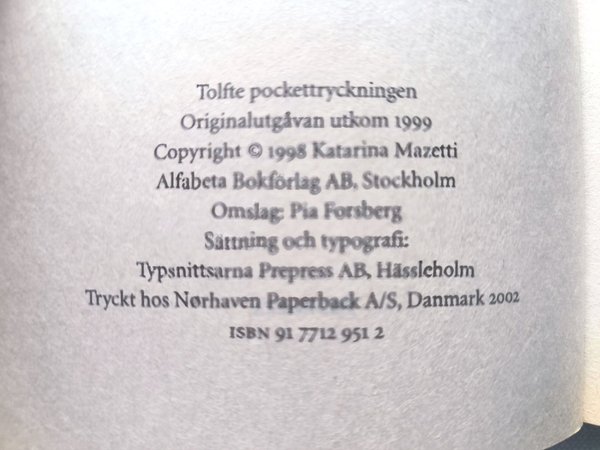 Tolfte pockettryckningen
Originalutgåvan utkom 1999
Copyright © 1998 Katarina Mazetti
Alfabeta Bokförlag AB, Stockholm
Omslag: Pia Forsberg
Sättning och typografi:
Typsnittsarna Prepress AB, Hässleholm
Tryckt hos Nørhaven Paperback A/S, Danmark 2002
ISBN 91 7712 951 2